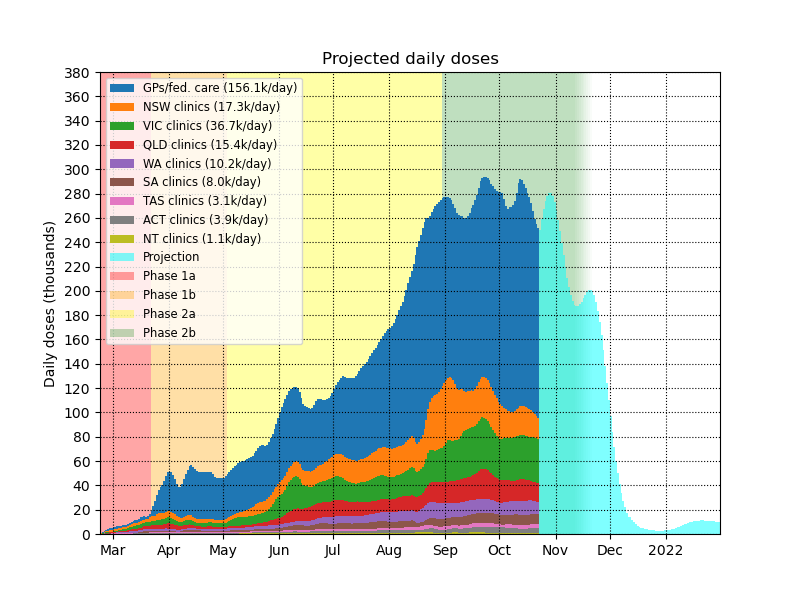 Projected daily doses
Daily doses (thousands)
380
360
340
320
300
280
260
240
220
200
180
160
140
120
100
80
60
40
20
0
GPs/fed. care (156.1k/day)
NSW clinics (17.3k/day)
VIC clinics (36.7k/day)
QLD clinics (15.4k/day)
WA clinics (10.2k/day)
SA clinics (8.0k/day)
TAS clinics (3.1k/day)
ACT clinics (3.9k/day)
NT clinics (1.1k/day)
Projection
Phase 1a
Phase 1b
Phase 2a
Phase 2b
Mar Apr May Jun Jul Aug Sep Oct Nov Dec 2022